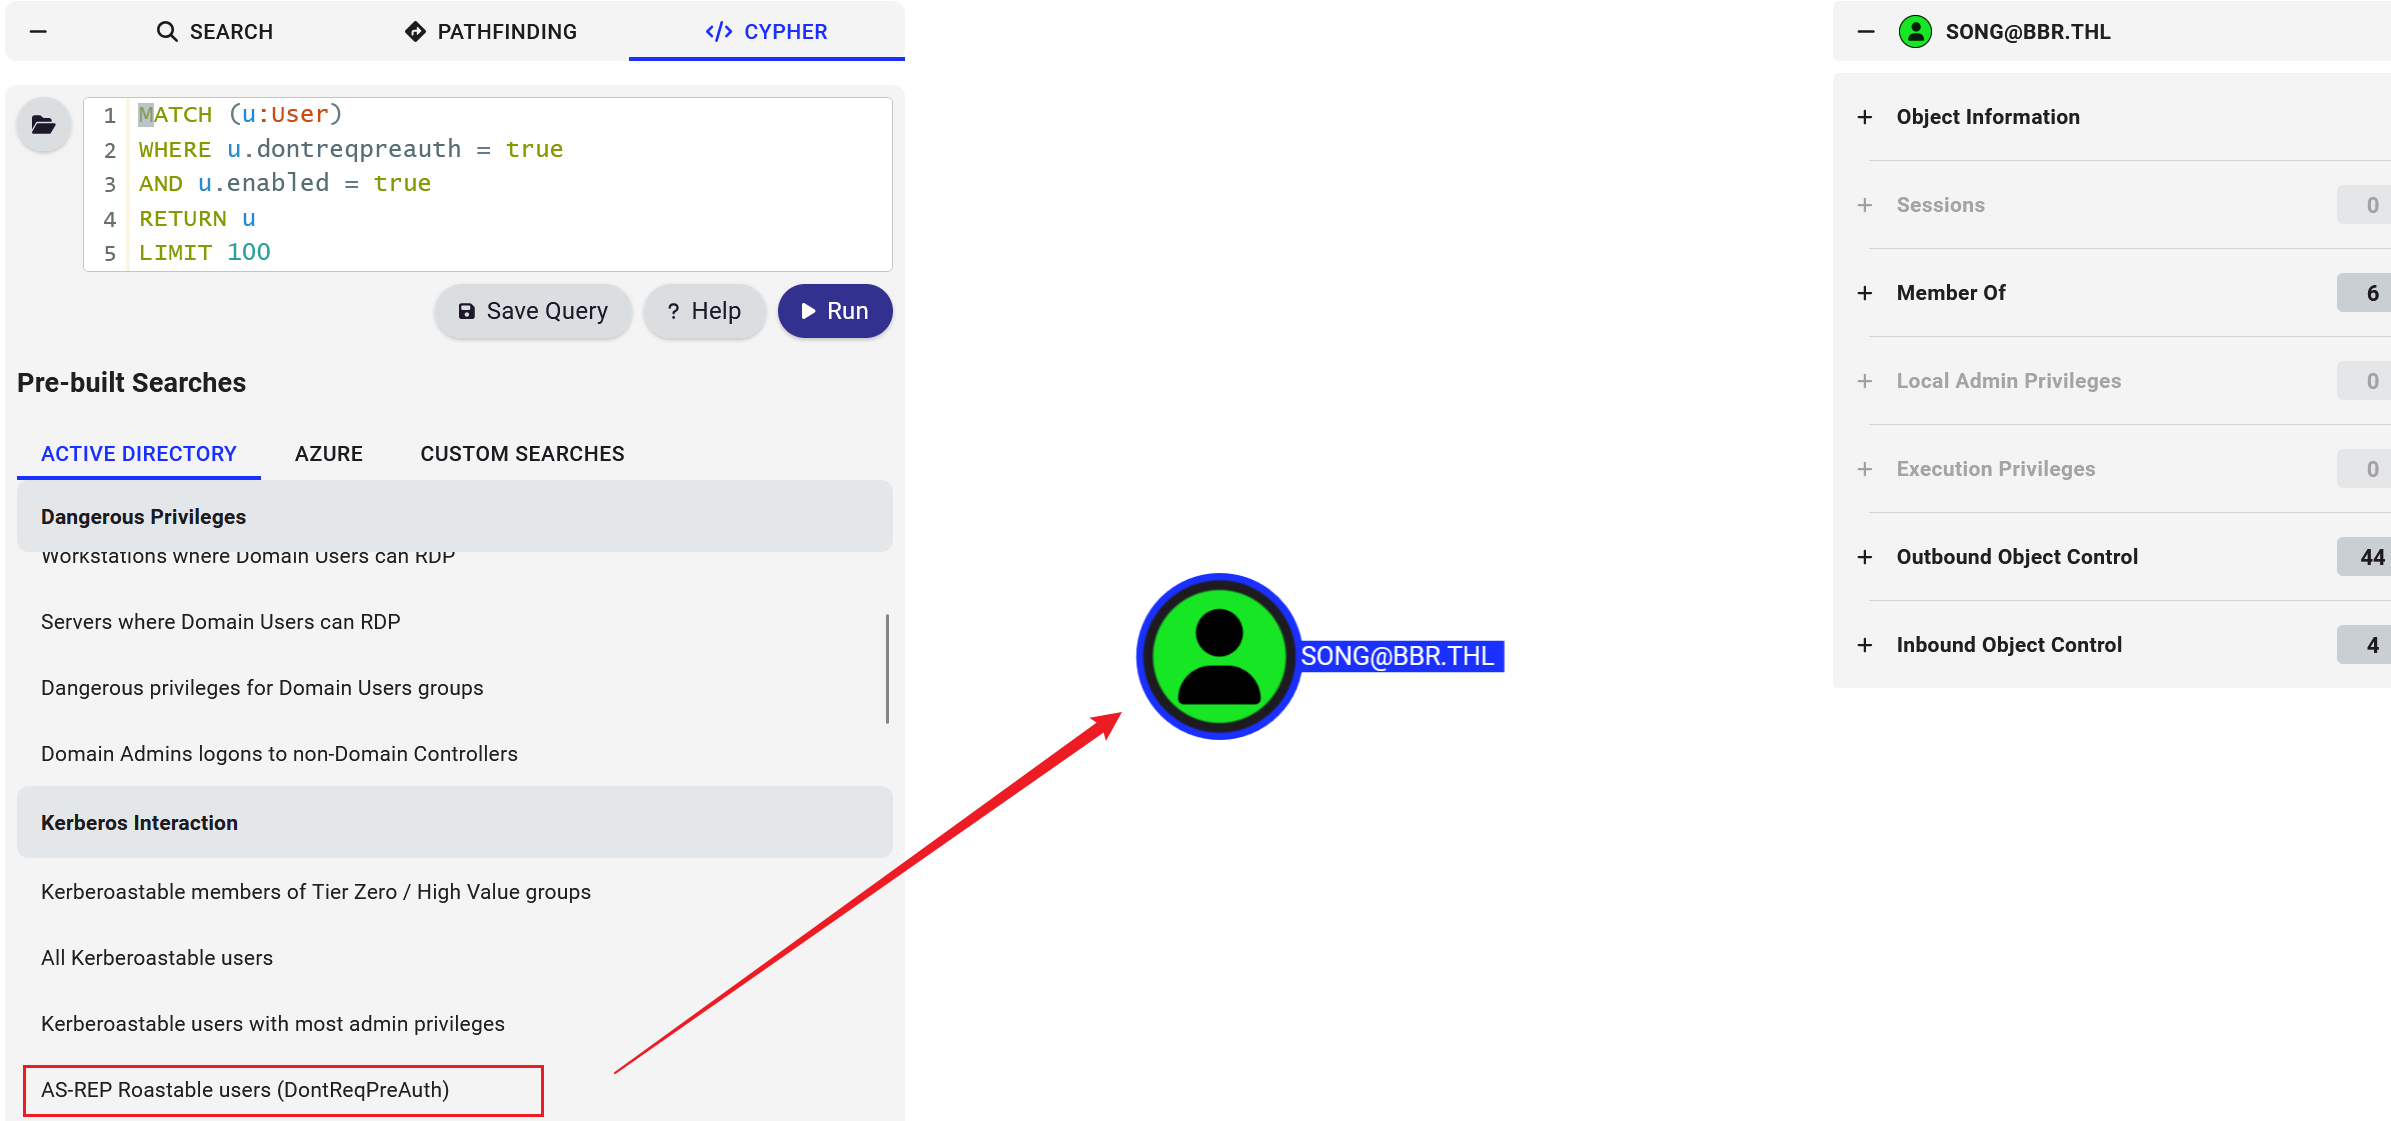 SEARCH
PATHFINDING
</> CYPHER
1 MATCH (u:User)
2 WHERE u.dontreqpreauth = true
3 AND u.enabled = true
4 RETURN u
5 LIMIT 100
Save Query
? Help
Run
Pre-built Searches
ACTIVE DIRECTORY
AZURE
CUSTOM SEARCHES
Dangerous Privileges
Workstations where Domain Users can RDP
Servers where Domain Users can RDP
Dangerous privileges for Domain Users groups
Domain Admins logons to non-Domain Controllers
Kerberos Interaction
Kerberoastable members of Tier Zero / High Value groups
All Kerberoastable users
Kerberoastable users with most admin privileges
AS-REP Roastable users (DontReqPreAuth)
SONG@BBR.THL
SONG@BBR.THL
+ Object Information
+ Sessions 0
+ Member Of 6
+ Local Admin Privileges 0
+ Execution Privileges 0
+ Outbound Object Control 44
+ Inbound Object Control 4